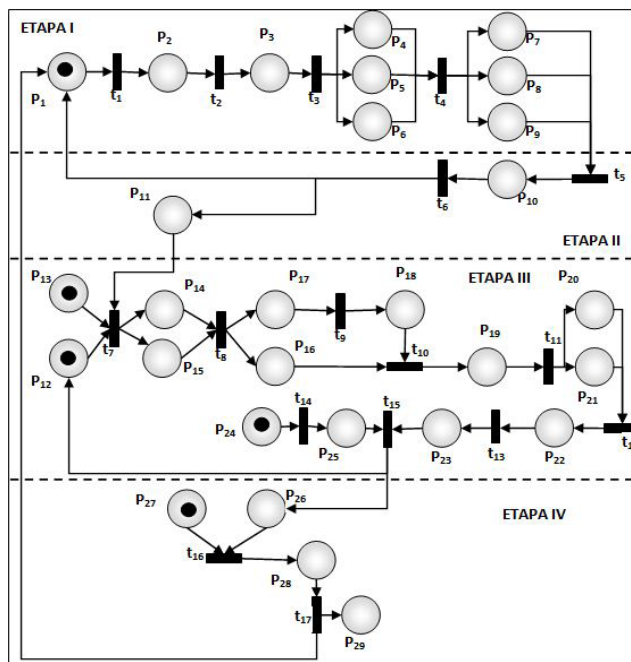 ETAPA I
P2
P3
P4
P7
P1
t1
t2
t3
P5
t4
P8
P6
P9
t5
P11
t6
P10
ETAPA II
P13
P14
P17
P18
ETAPA III
P20
t7
t8
t9
P12
P15
P16
t10
P19
t11
P21
t14
t15
P24
P25
P23
t13
P22
t1
P27
P26
ETAPA IV
t16
P28
t17
P29